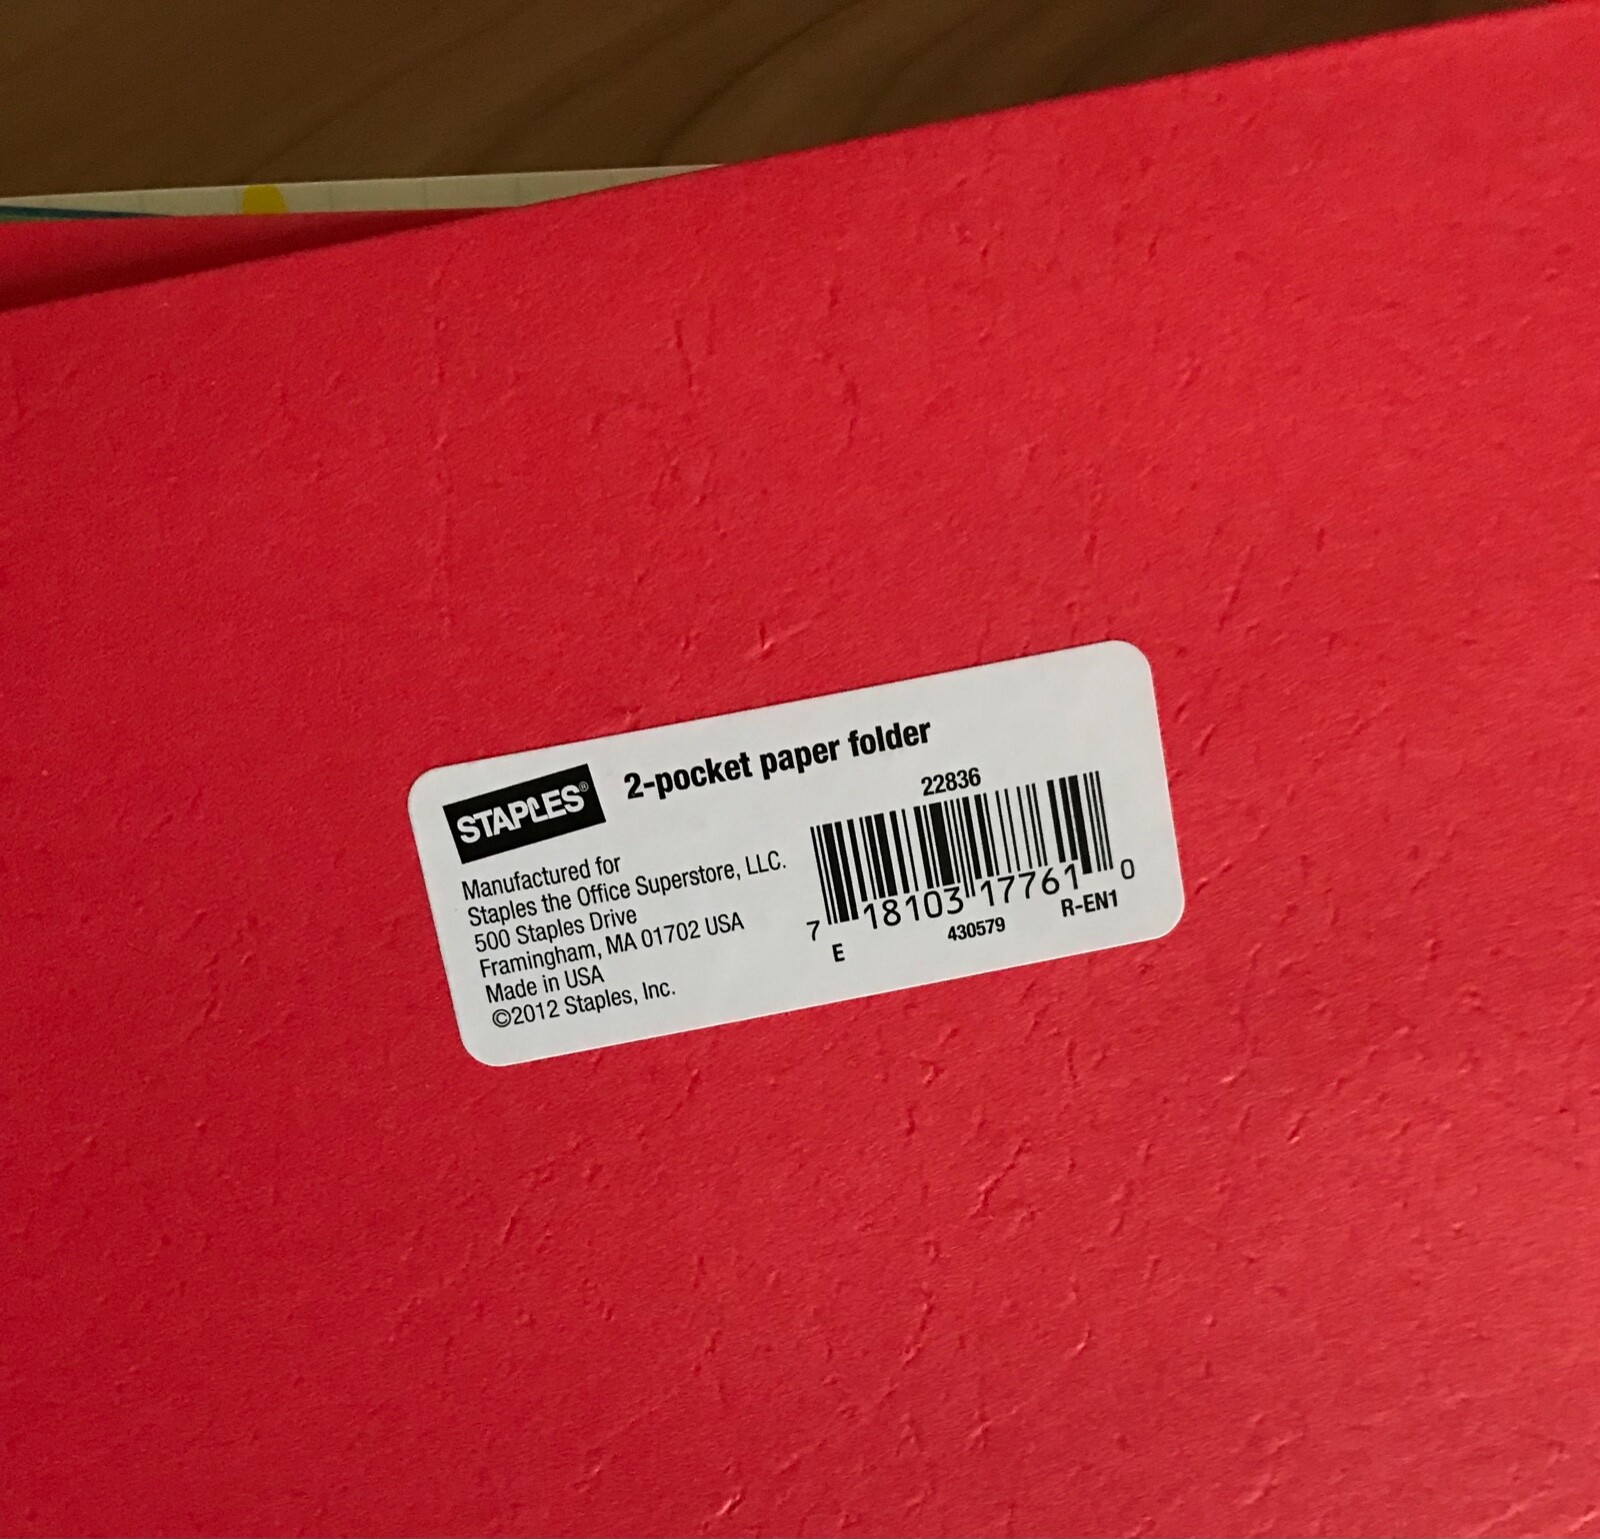 STAPLES®
2-pocket paper folder
Manufactured for
Staples the Office Superstore, LLC.
500 Staples Drive
Framingham, MA 01702 USA
Made in USA
©2012 Staples, Inc.
22836
7 18103 17761 0
E 430579 R-EN1